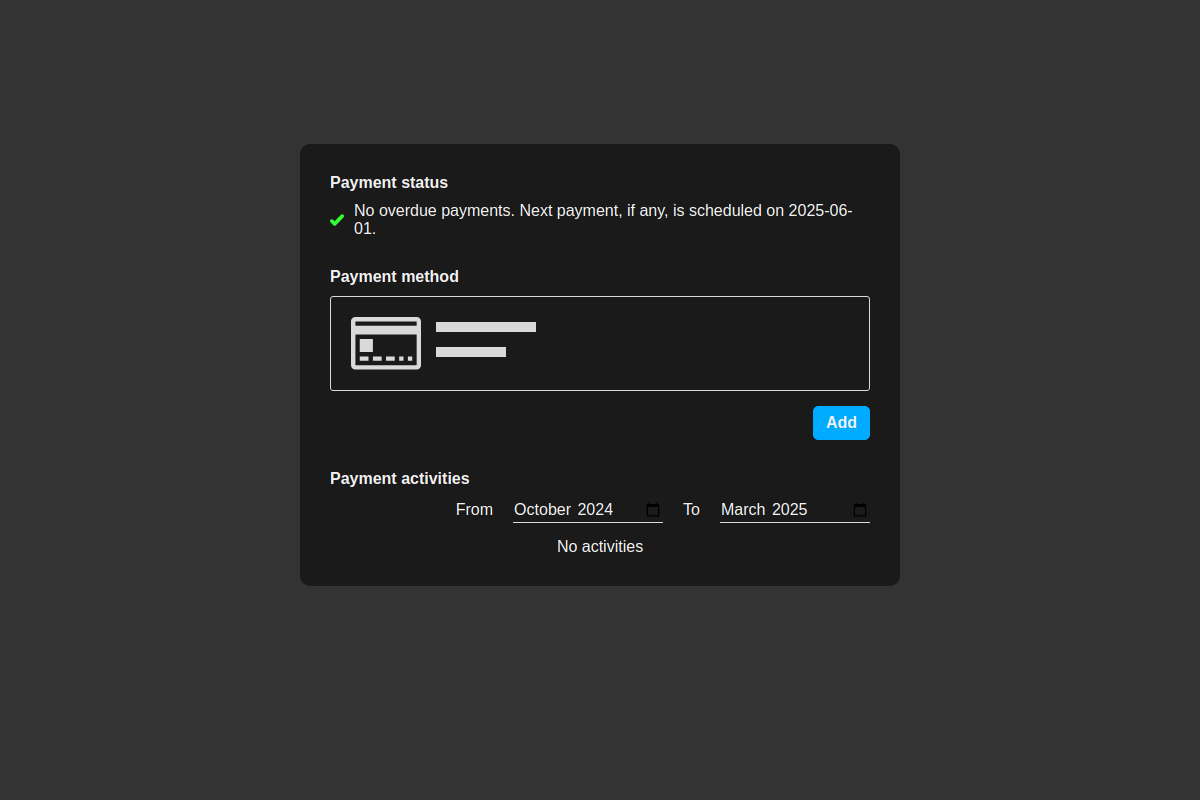 Payment status
No overdue payments. Next payment, if any, is scheduled on 2025-06-
01.
Payment method
Add
Payment activities
From October 2024 To March 2025
No activities